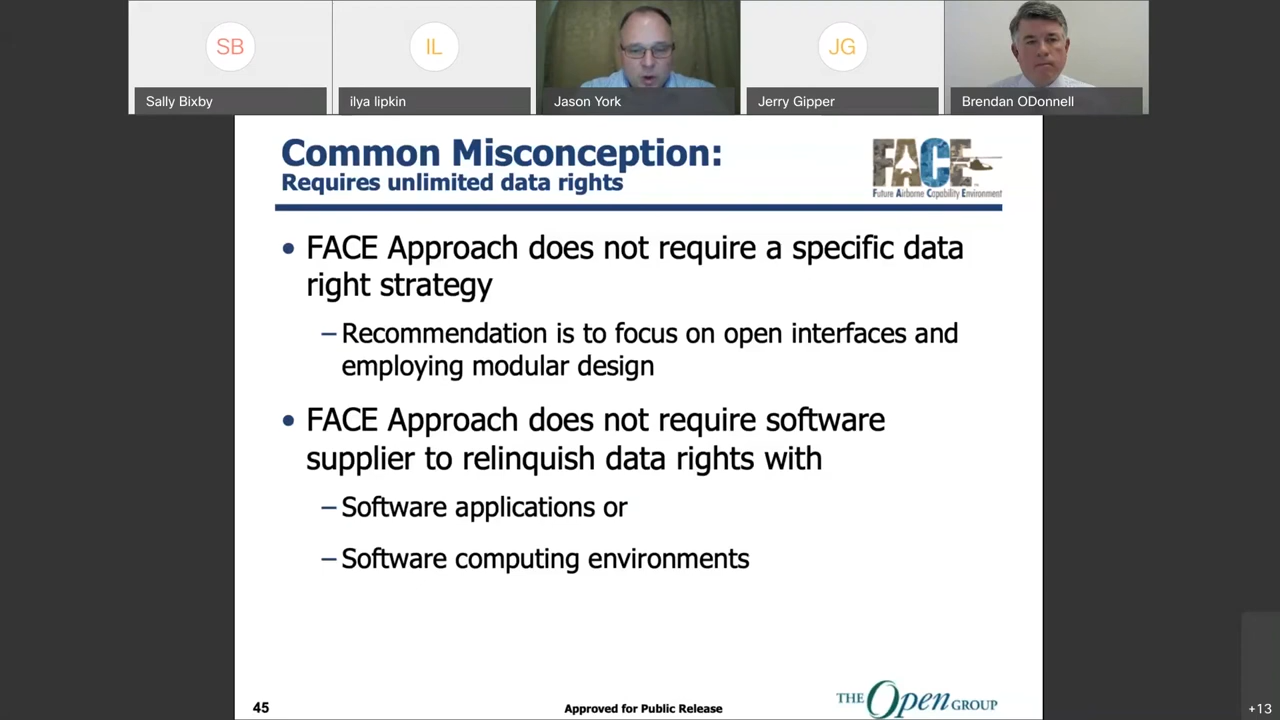 SB
IL
JG
Sally Bixby
ilya lipkin
Jason York
Jerry Gipper
Brendan ODonnell
Common Misconception:
Requires unlimited data rights
FACE
Future Airborne Capability Environment
• FACE Approach does not require a specific data
right strategy
– Recommendation is to focus on open interfaces and
employing modular design
• FACE Approach does not require software
supplier to relinquish data rights with
– Software applications or
– Software computing environments
45
Approved for Public Release
THE Open GROUP
+13